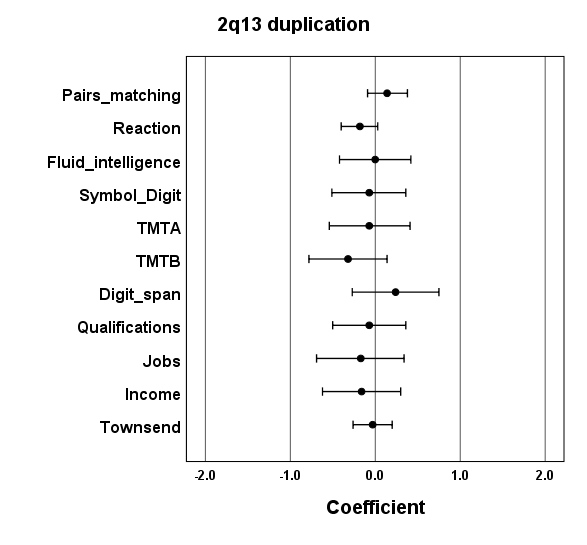 2q13 duplication
Pairs_matching
Reaction
Fluid_intelligence
Symbol_Digit
TMTA
TMTB
Digit_span
Qualifications
Jobs
Income
Townsend
-2.0 -1.0 0.0 1.0 2.0
Coefficient